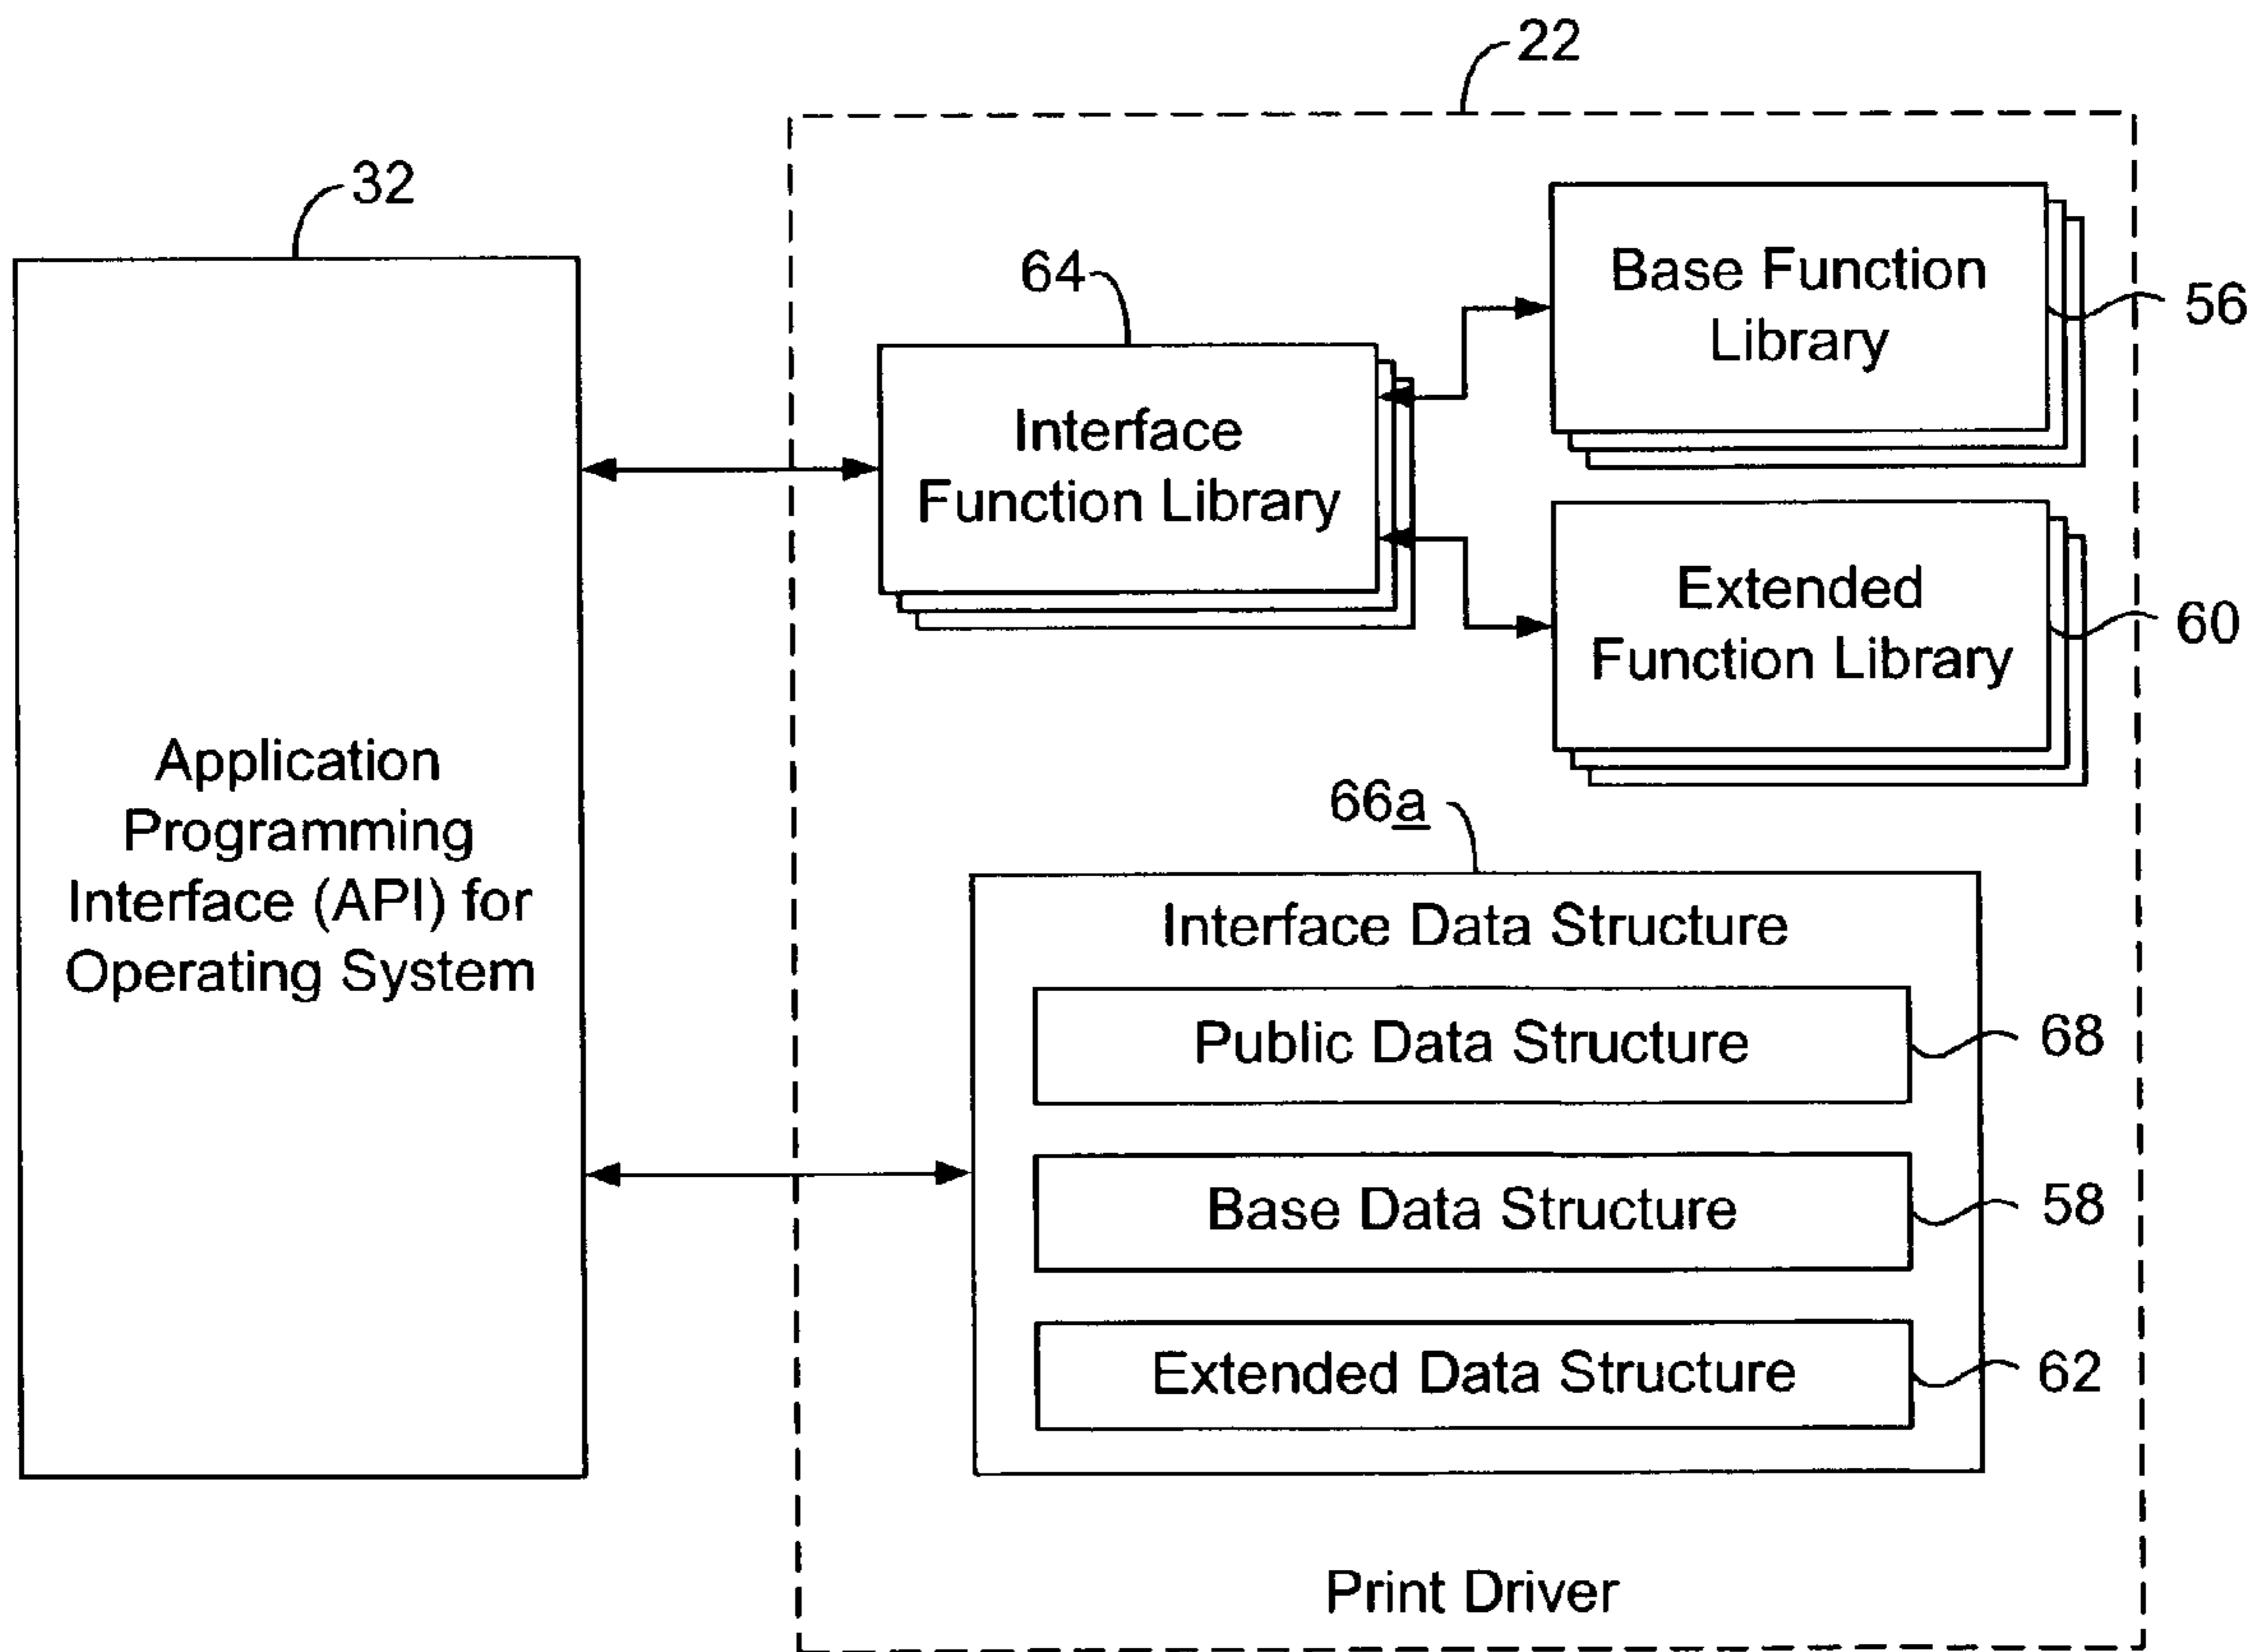 22
32
64
Base Function
Library
56
Interface
Function Library
Extended
Function Library
60
Application
Programming
Interface (API) for
Operating System
66a
Interface Data Structure
Public Data Structure
68
Base Data Structure
58
Extended Data Structure
62
Print Driver